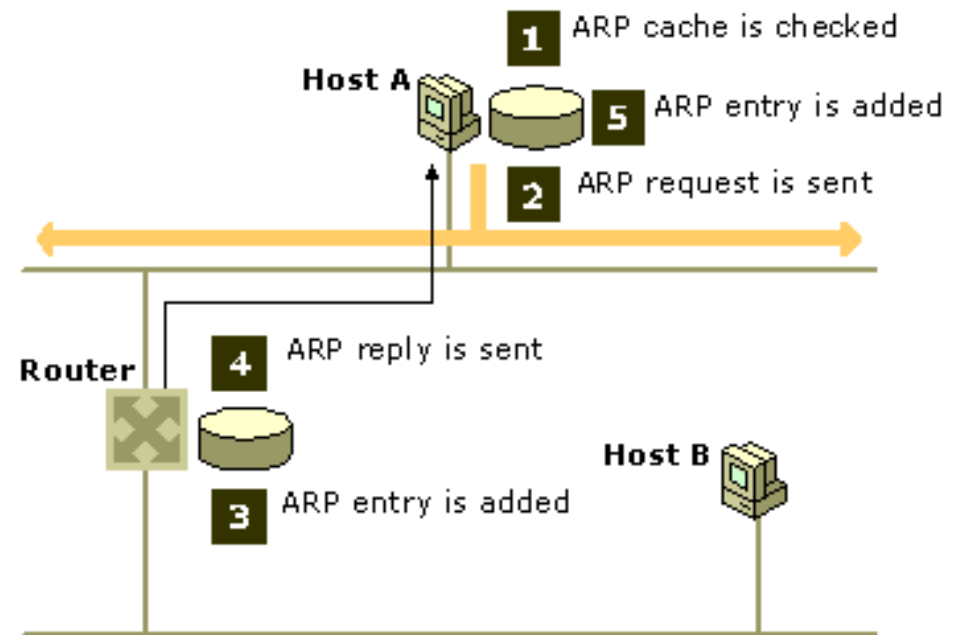 1 ARP cache is checked
Host A
5 ARP entry is added
2 ARP request is sent
4 ARP reply is sent
Router
Host B
3 ARP entry is added